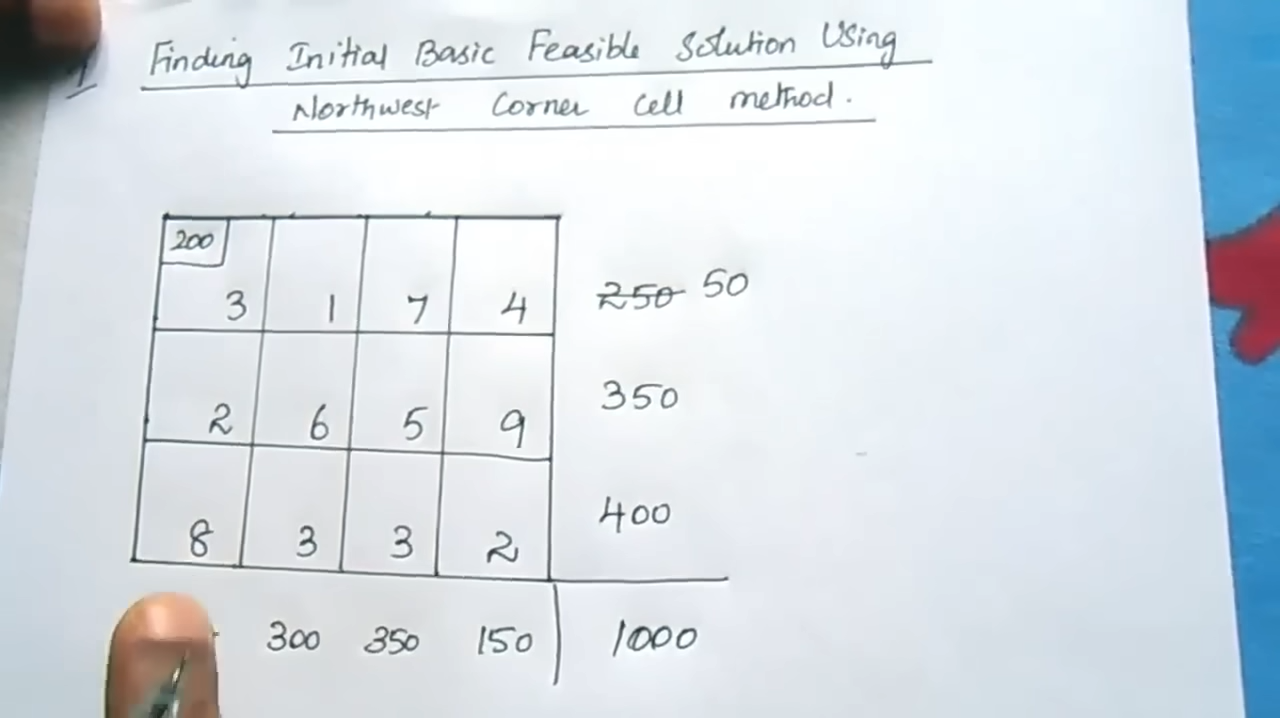 1
Finding Initial Basic Feasible Solution Using
Northwest Corner Cell method.
200
3 1 7 4 250 50
2 6 5 9 350
8 3 3 2 400
300 350 150 1000